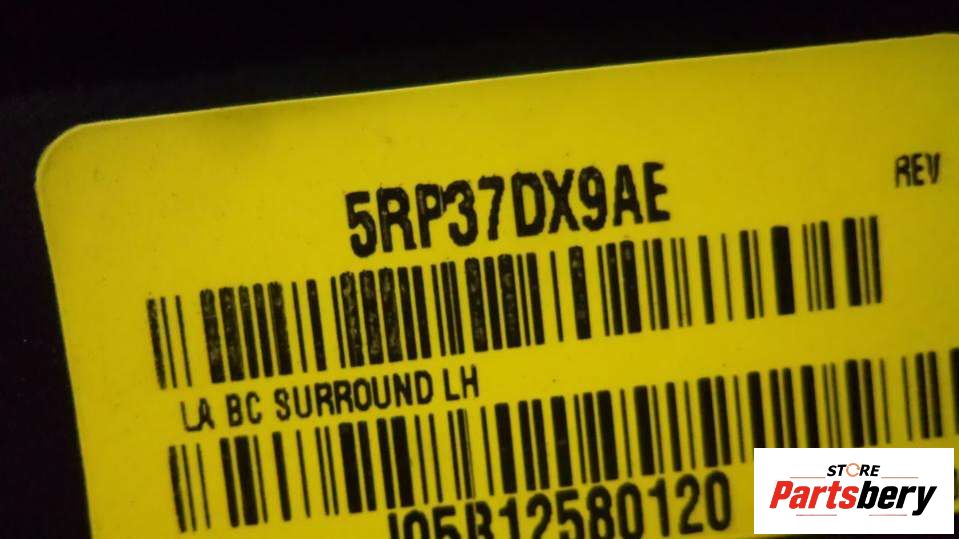 5RP37DX9AE
REV
LA BC SURROUND LH
STORE
Partsbery